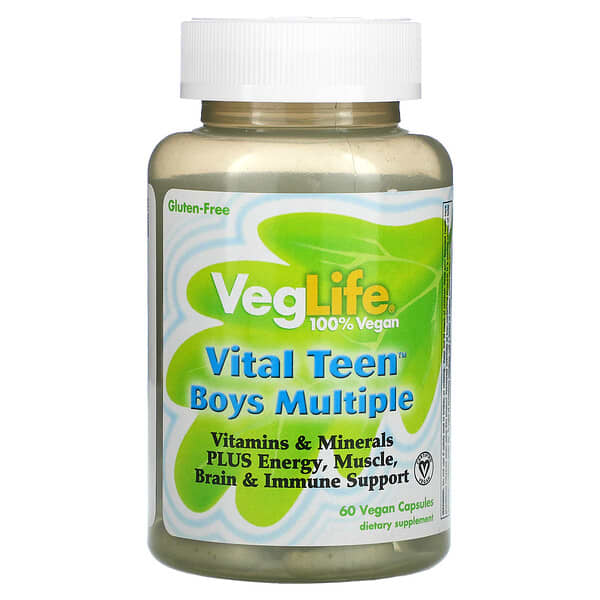 Gluten-Free
VegLife®
100% Vegan
Vital Teen™
Boys Multiple
Vitamins & Minerals
PLUS Energy, Muscle,
Brain & Immune Support
60 Vegan Capsules
dietary supplement